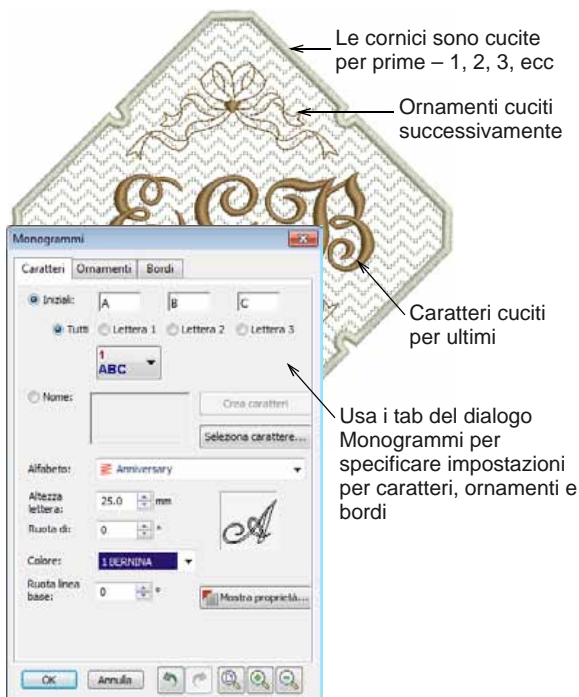 Le cornici sono cucite
per prime – 1, 2, 3, ecc
Ornamenti cuciti
successivamente
ECB
Monogrammi
Caratteri Ornamenti Bordi
Iniziali: A B C
Tutti Lettera 1 Lettera 2 Lettera 3
1
ABC
Nome: Crea caratteri
Seleziona carattere...
Alfabeto: Anniversary
Altezza
lettera: 25.0 mm
Ruota di: 0 °
A
Colore: 1 BERNINA
Ruota linea
base: 0 °
Mostra proprietà...
OK Annulla
Caratteri cuciti
per ultimi
Usa i tab del dialogo
Monogrammi per
specificare impostazioni
per caratteri, ornamenti e
bordi